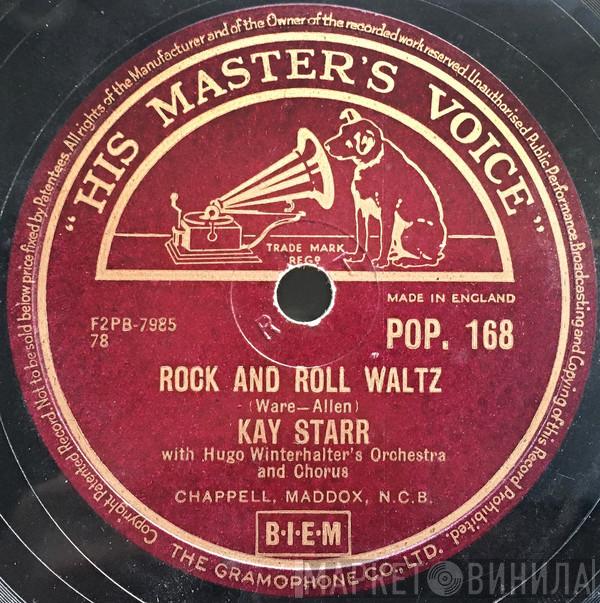 Copyright Patented Record Not to be sold below price fixed by Patentees. All rights of the Manufacturer and of the Owner of the recorded work reserved. Unauthorised Public Performance, Broadcasting and Copying of this Record Prohibited.
"HIS MASTER'S VOICE"
TRADE MARK
REGD
R
MADE IN ENGLAND
F2PB-7985
78
POP. 168
ROCK AND ROLL WALTZ
(Ware—Allen)
KAY STARR
with Hugo Winterhalter's Orchestra
and Chorus
CHAPPELL, MADDOX, N.C.B.
B·I·E·M
THE GRAMOPHONE CO., LTD.
МАРКЕТ ВИНИЛА